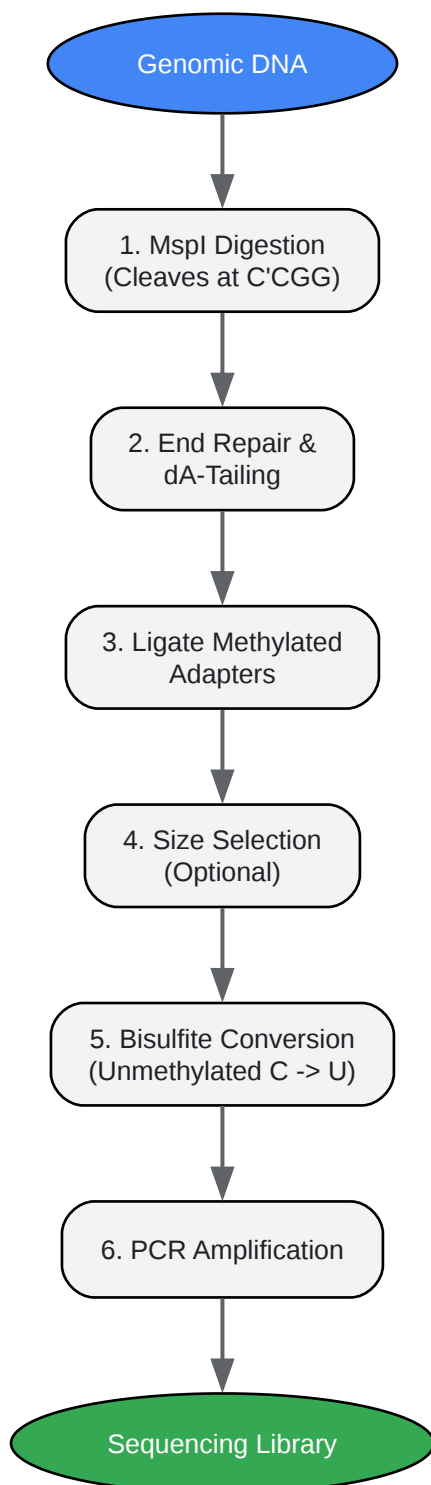 Genomic DNA
1. MspI Digestion
(Cleaves at C'CGG)
2. End Repair &
dA-Tailing
3. Ligate Methylated
Adapters
4. Size Selection
(Optional)
5. Bisulfite Conversion
(Unmethylated C -> U)
6. PCR Amplification
Sequencing Library